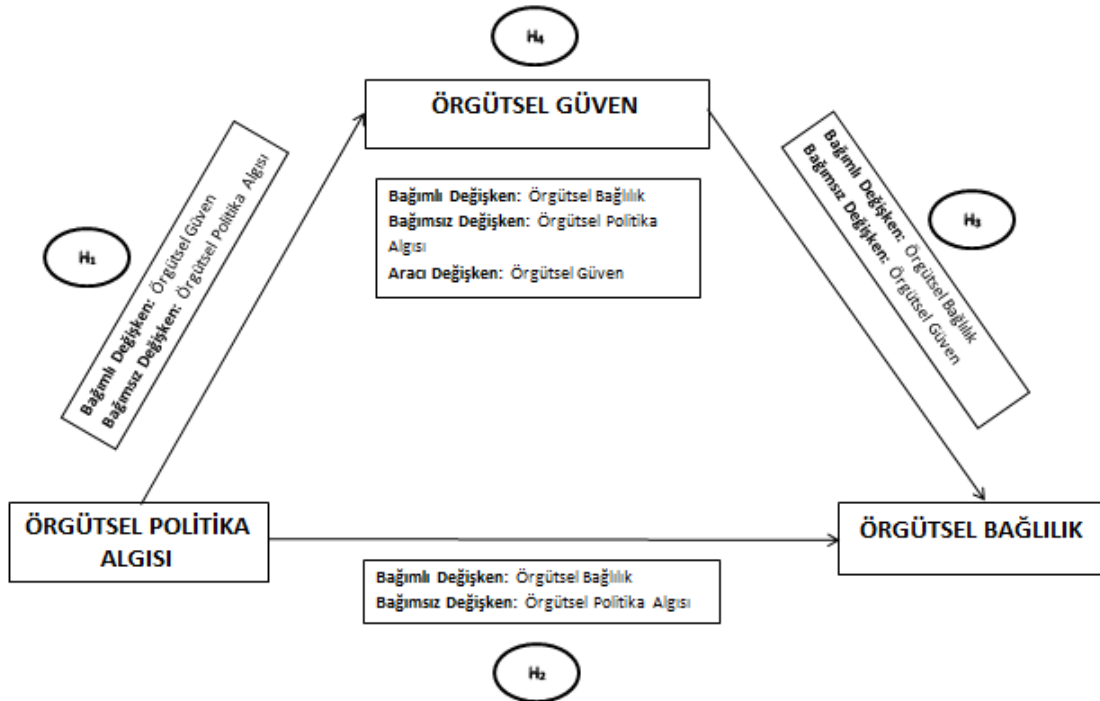 H₄
ÖRGÜTSEL GÜVEN
Bağımlı Değişken: Örgütsel Güven
Bağımsız Değişken: Örgütsel Politika Algısı
H₁
Bağımlı Değişken: Örgütsel Bağlılık
Bağımsız Değişken: Örgütsel Politika
Algısı
Aracı Değişken: Örgütsel Güven
Bağımlı Değişken: Örgütsel Bağlılık
Bağımsız Değişken: Örgütsel Güven
H₃
ÖRGÜTSEL POLİTİKA
ALGISI
ÖRGÜTSEL BAĞLILIK
Bağımlı Değişken: Örgütsel Bağlılık
Bağımsız Değişken: Örgütsel Politika Algısı
H₂